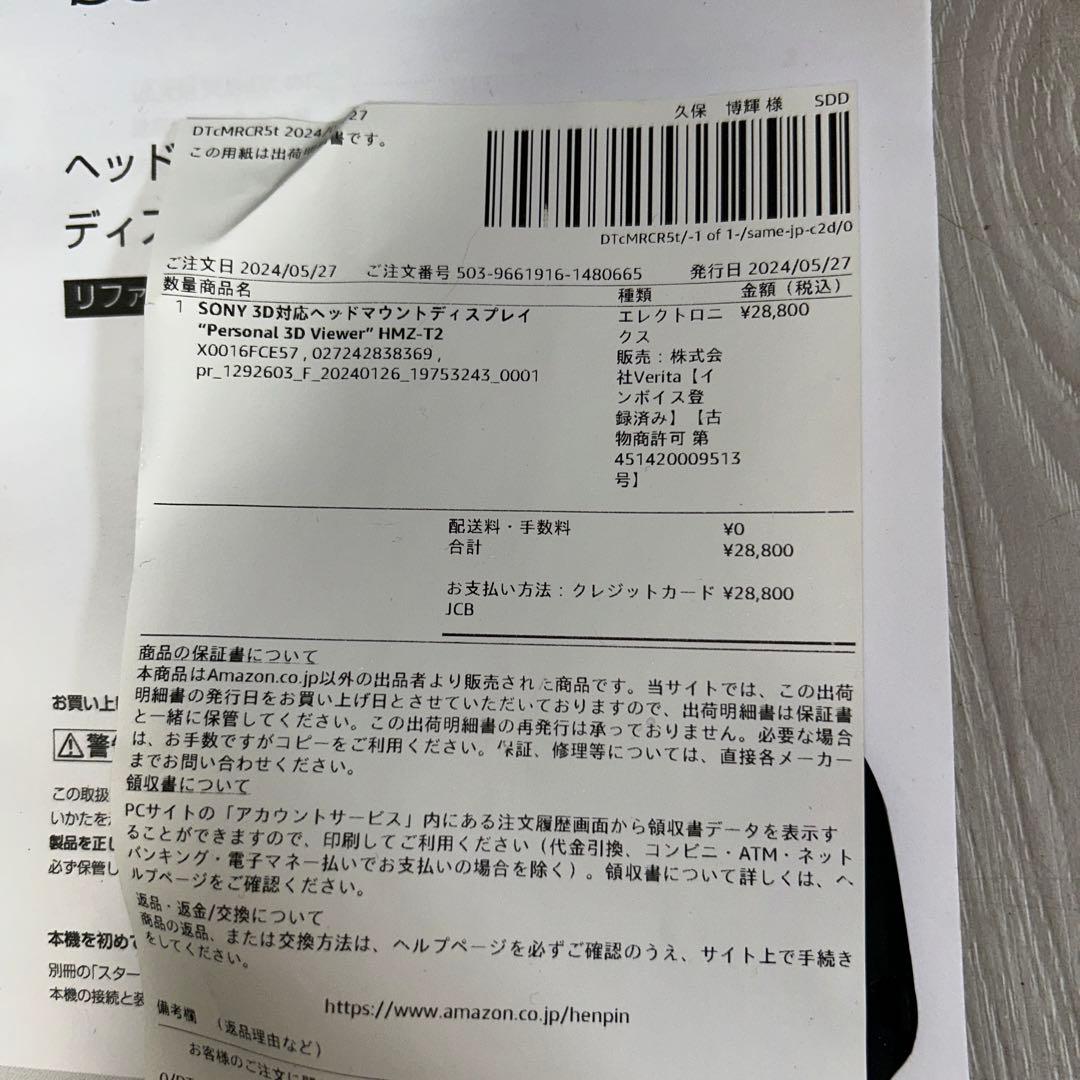 27
DTcMRCR5t 2024/
書です。
この用紙は出荷明
久保 博輝 様 SDD
DTcMRCR5t/-1 of 1-/same-jp-c2d/0
ご注文日 2024/05/27 ご注文番号 503-9661916-1480665 発行日 2024/05/27
数量 商品名 種類 金額（税込）
1 SONY 3D対応ヘッドマウントディスプレイ エレクトロニ ¥28,800
“Personal 3D Viewer” HMZ-T2 クス
X0016FCE57 , 027242838369 , 販売：株式会
pr_1292603_F_20240126_19753243_0001 社Verita【イ
ンボイス登
録済み】【古
物商許可 第
451420009513
号】
配送料・手数料 ¥0
合計 ¥28,800
お支払い方法：クレジットカード ¥28,800
JCB
商品の保証書について
本商品はAmazon.co.jp以外の出品者より販売された商品です。当サイトでは、この出荷
明細書の発行日をお買い上げ日とさせていただいておりますので、出荷明細書は保証書
と一緒に保管してください。この出荷明細書の再発行は承っておりません。必要な場合
は、お手数ですがコピーをご利用ください。保証、修理等については、直接各メーカー
までお問い合わせください。
領収書について
PCサイトの「アカウントサービス」内にある注文履歴画面から領収書データを表示す
ることができますので、印刷してご利用ください（代金引換、コンビニ・ATM・ネット
バンキング・電子マネー払いでお支払いの場合を除く）。領収書について詳しくは、ヘ
ルプページをご確認ください。
返品・返金/交換について
商品の返品、または交換方法は、ヘルプページを必ずご確認のうえ、サイト上で手続き
をしてください。
https://www.amazon.co.jp/henpin
備考欄 （返品理由など）
お客様のご注文に
ヘッド
ディス
リファ
お買い上
警
この取扱
いかたを
製品を正し
必ず保管し
本機を初めて
別冊の「スター
本機の接続と装